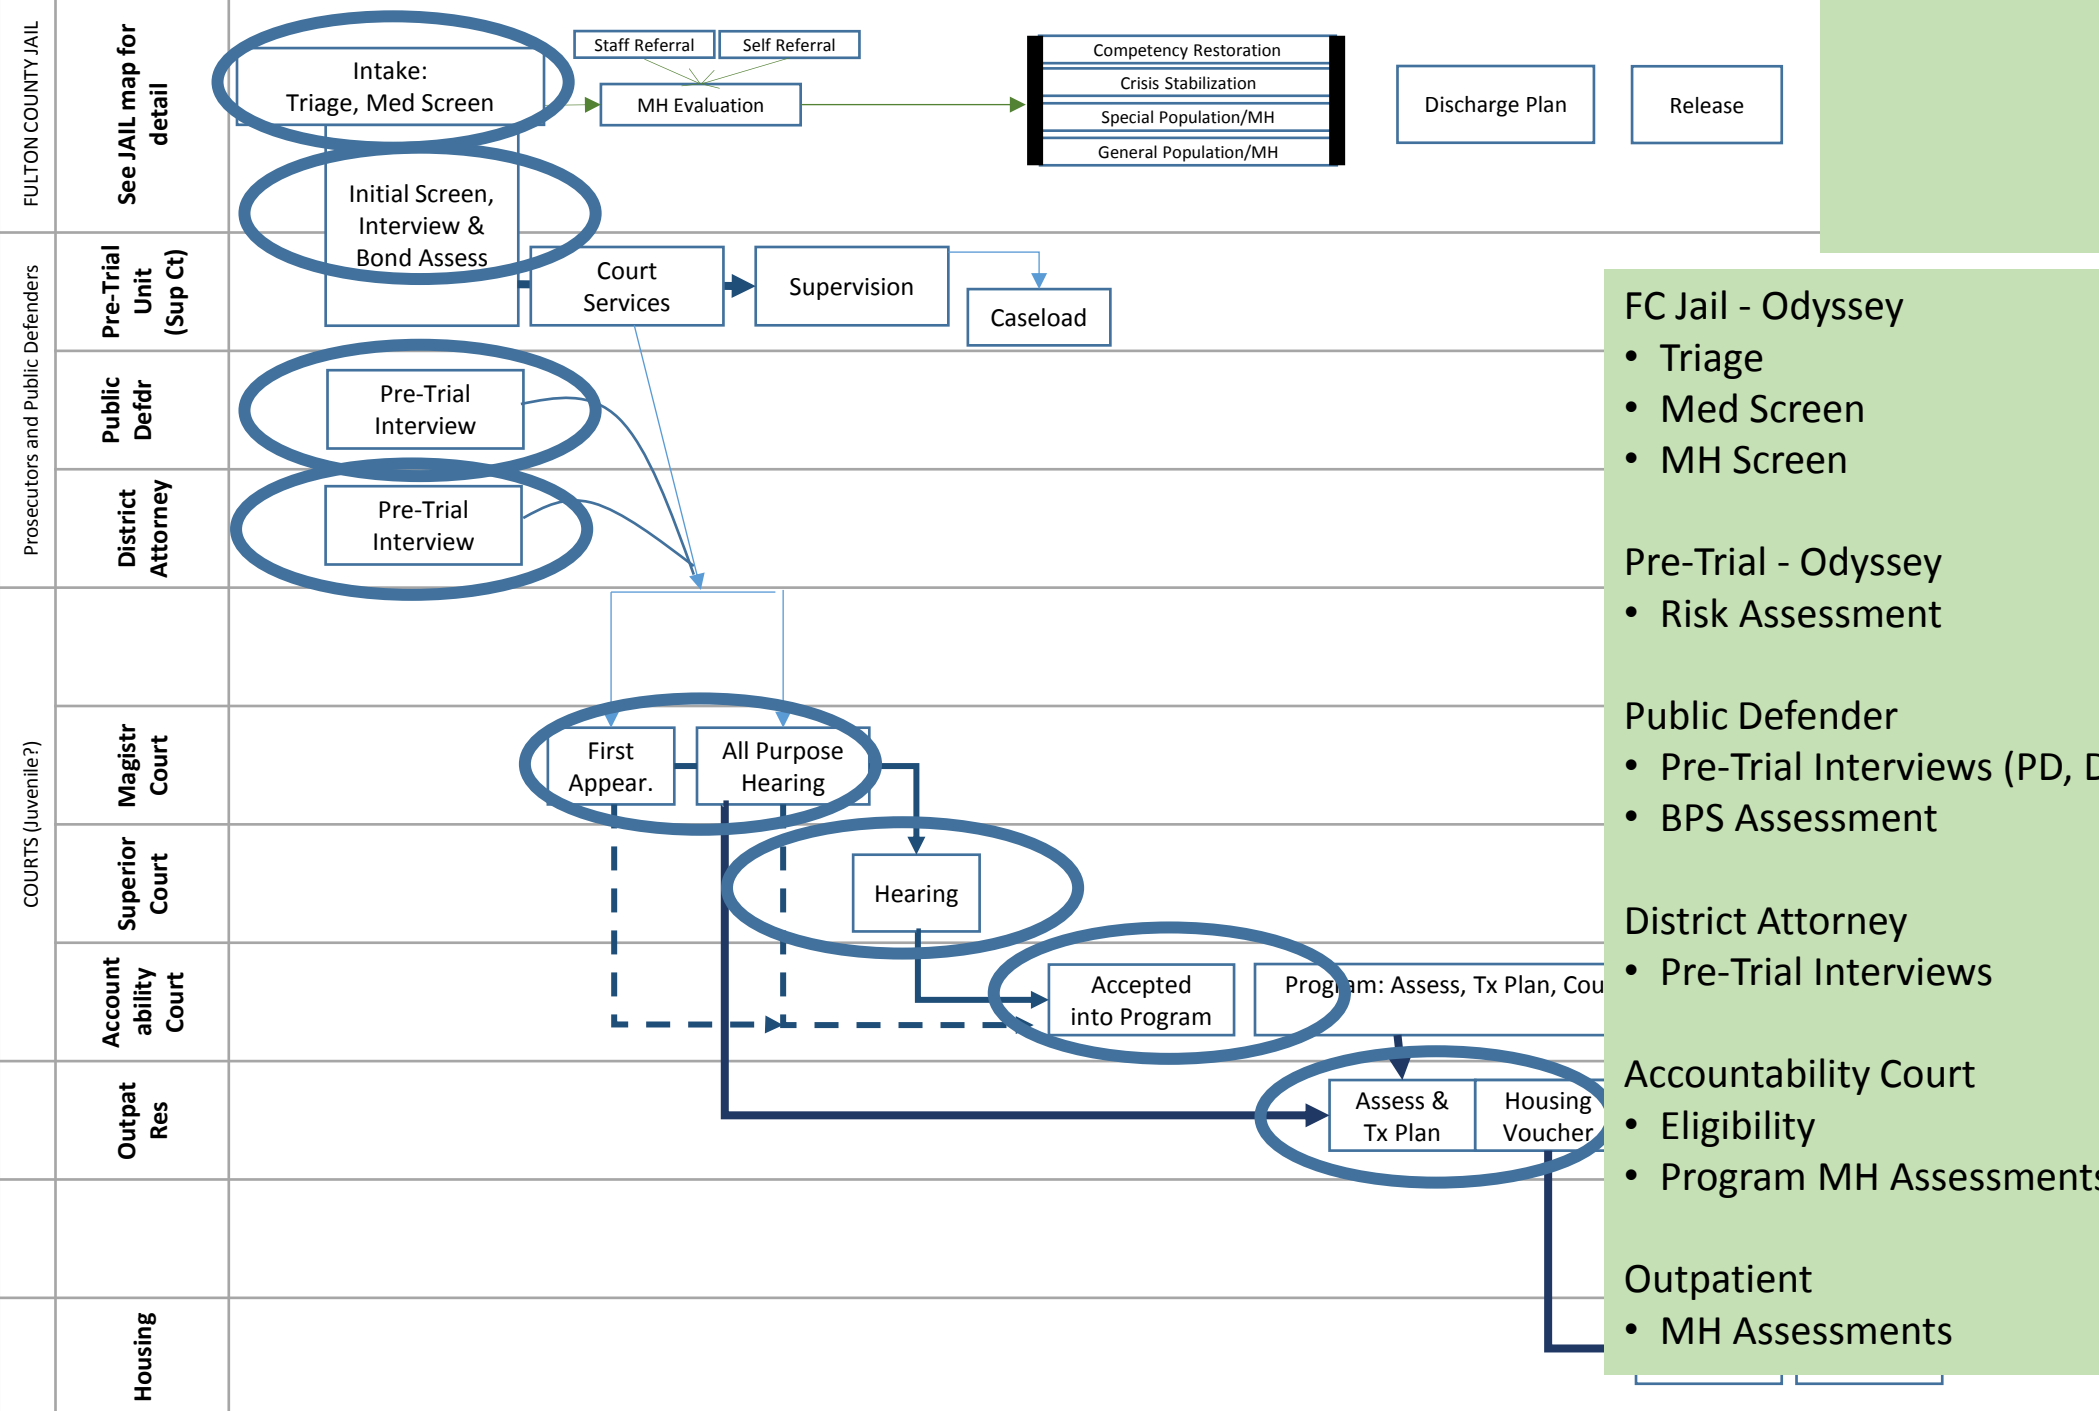 FULTON COUNTY JAIL
See JAIL map for
detail
Intake:
Triage, Med Screen
Staff Referral
Self Referral
MH Evaluation
Competency Restoration
Crisis Stabilization
Special Population/MH
General Population/MH
Discharge Plan
Release
Initial Screen,
Interview &
Bond Assess
Prosecutors and Public Defenders
Pre-Trial
Unit
(Sup Ct)
Court
Services
Supervision
Caseload
Public
Defdr
Pre-Trial
Interview
District
Attorney
Pre-Trial
Interview
COURTS (Juvenile?)
Magistr
Court
First
Appear.
All Purpose
Hearing
Superior
Court
Hearing
Account
ability
Court
Accepted
into Program
Program: Assess, Tx Plan, Cou
Outpat
Res
Assess &
Tx Plan
Housing
Voucher
Housing
FC Jail - Odyssey
• Triage
• Med Screen
• MH Screen
Pre-Trial - Odyssey
• Risk Assessment
Public Defender
• Pre-Trial Interviews (PD, D
• BPS Assessment
District Attorney
• Pre-Trial Interviews
Accountability Court
• Eligibility
• Program MH Assessments
Outpatient
• MH Assessments